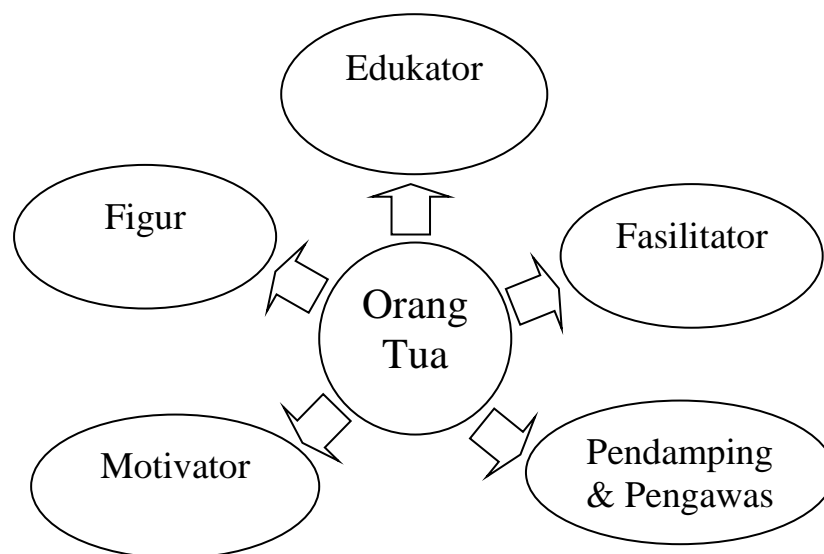 Edukator
Figur
Fasilitator
Orang
Tua
Motivator
Pendamping
& Pengawas